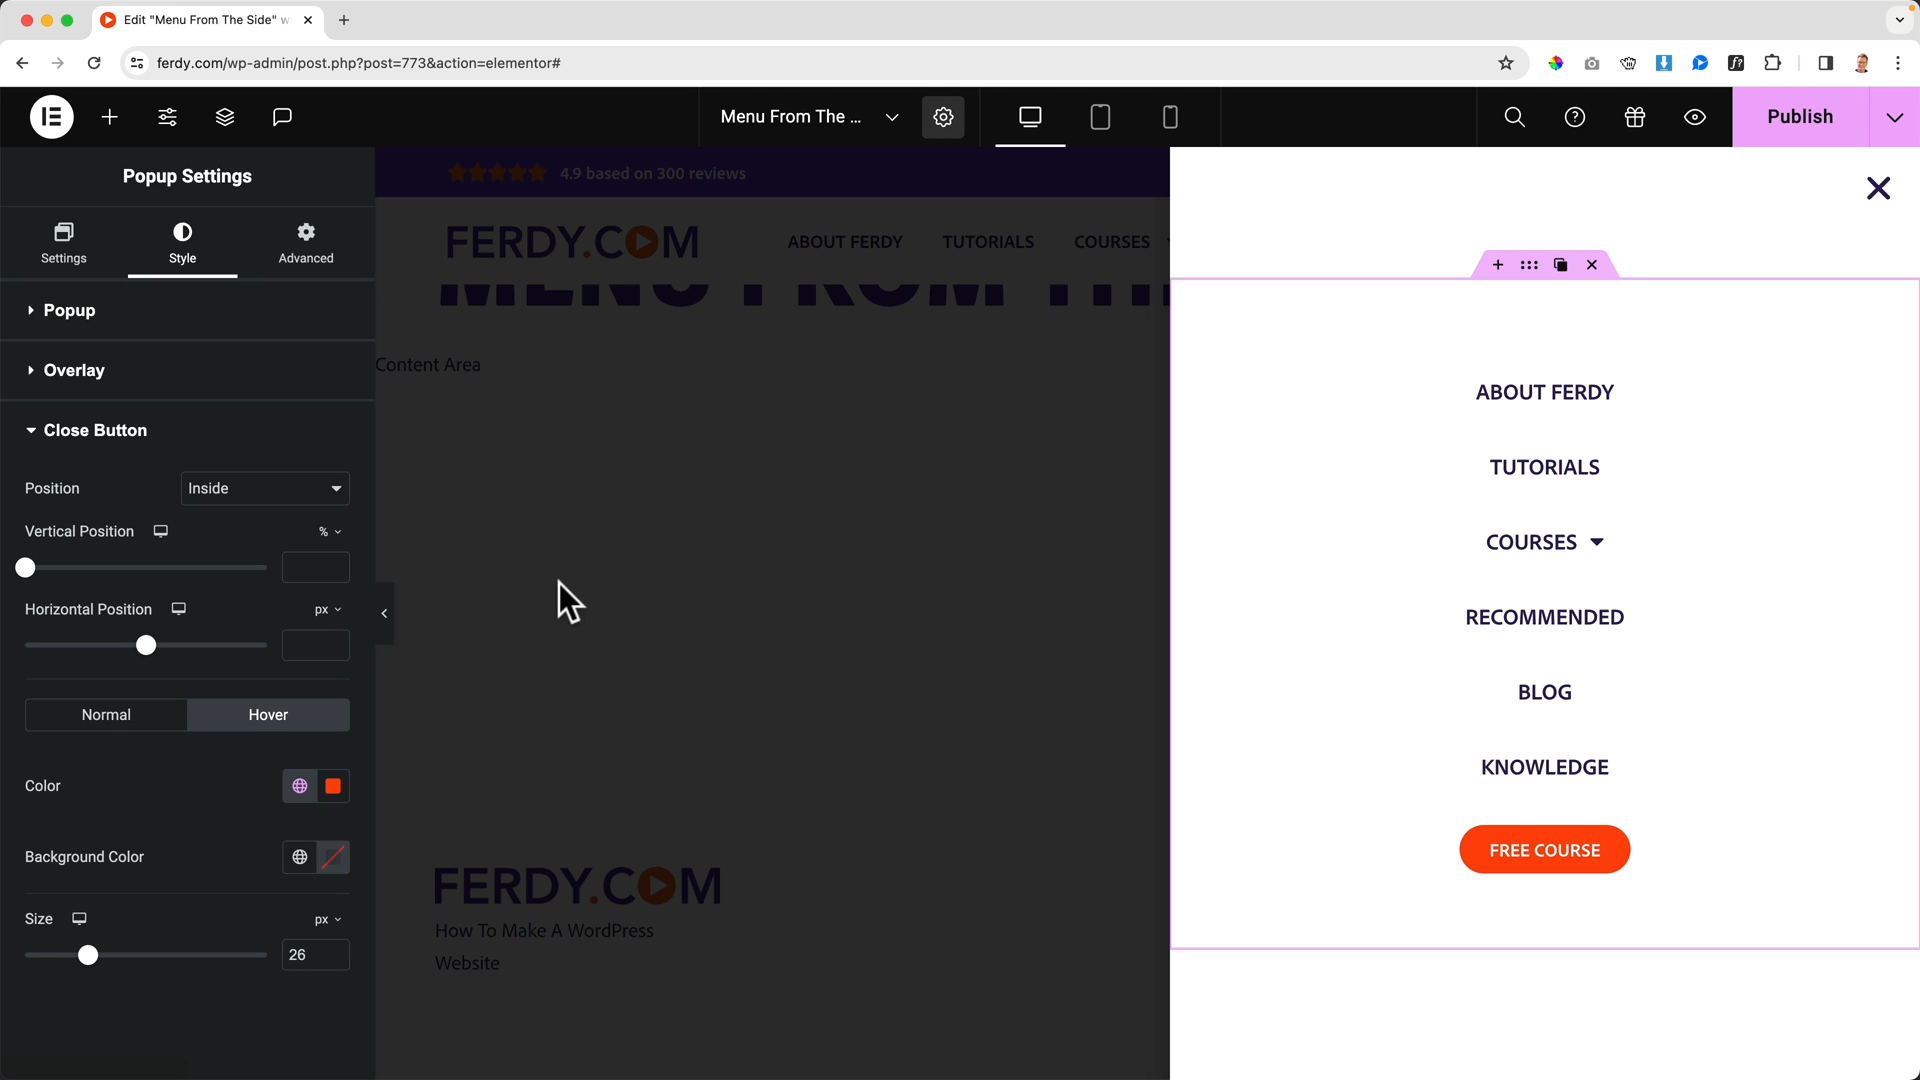 Edit "Menu From The Side" w
ferdy.com/wp-admin/post.php?post=773&action=elementor#
Menu From The ...
Publish
Popup Settings
Settings
Style
Advanced
Popup
Overlay
Close Button
Position
Inside
Vertical Position
%
Horizontal Position
px
Normal
Hover
Color
Background Color
Size
px
26
4.9 based on 300 reviews
FERDY.COM
ABOUT FERDY
TUTORIALS
COURSES
MENU FROM THE
Content Area
FERDY.COM
How To Make A WordPress
Website
ABOUT FERDY
TUTORIALS
COURSES
RECOMMENDED
BLOG
KNOWLEDGE
FREE COURSE